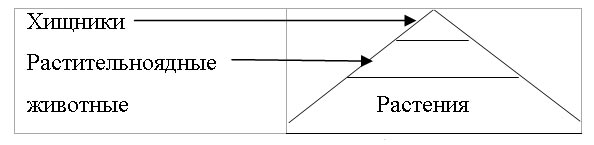 Хищники
Растительноядные
животные
Растения